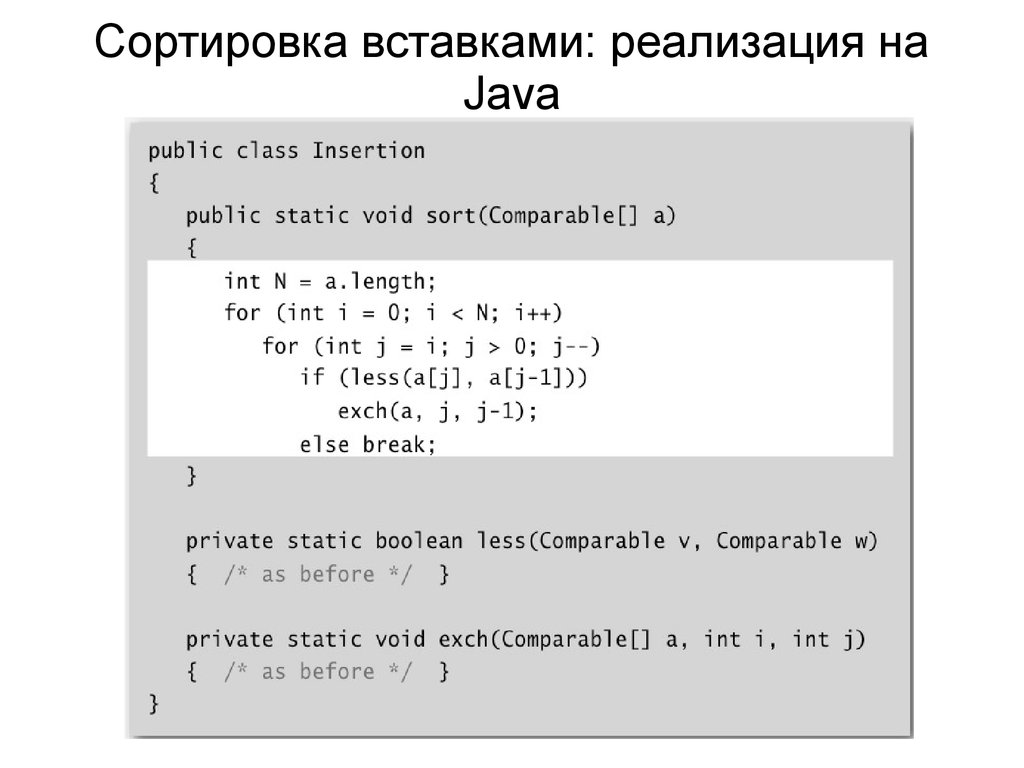 Сортировка вставками: реализация на
Java
public class Insertion
{
   public static void sort(Comparable[] a)
   {
      int N = a.length;
      for (int i = 0; i < N; i++)
         for (int j = i; j > 0; j--)
            if (less(a[j], a[j-1]))
               exch(a, j, j-1);
            else break;
   }
   private static boolean less(Comparable v, Comparable w)
   {  /* as before */  }
   private static void exch(Comparable[] a, int i, int j)
   {  /* as before */  }
}